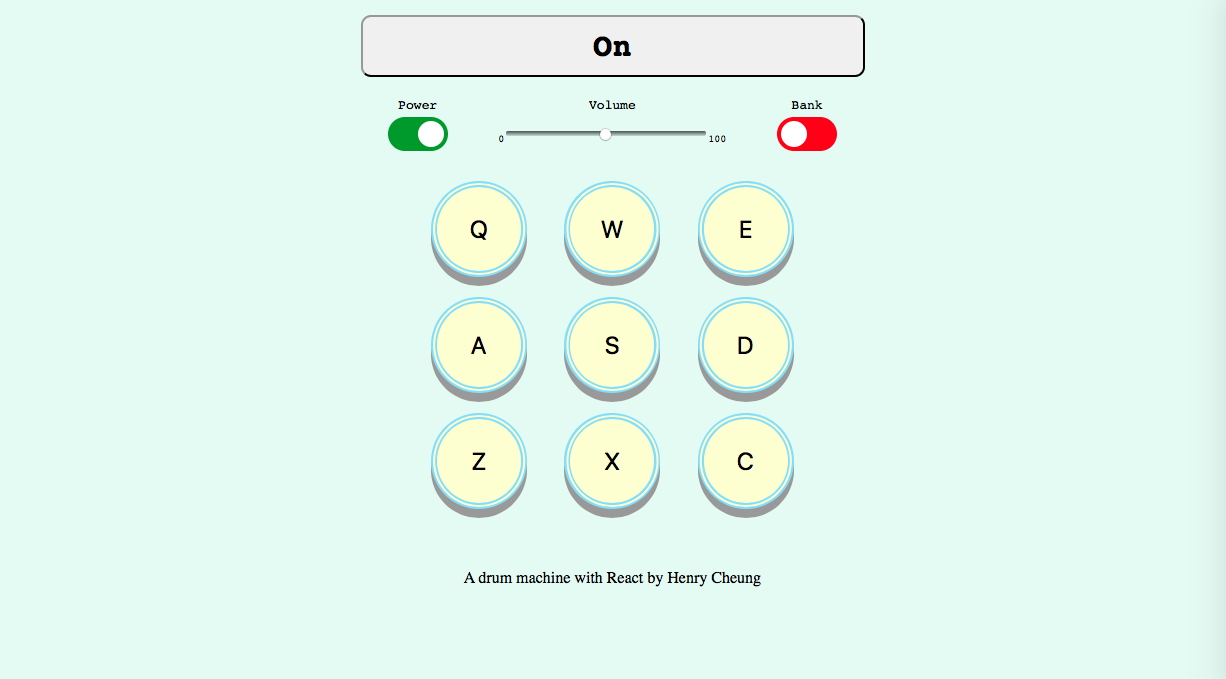 On
Power Volume Bank
0 100
Q W E
A S D
Z X C
A drum machine with React by Henry Cheung